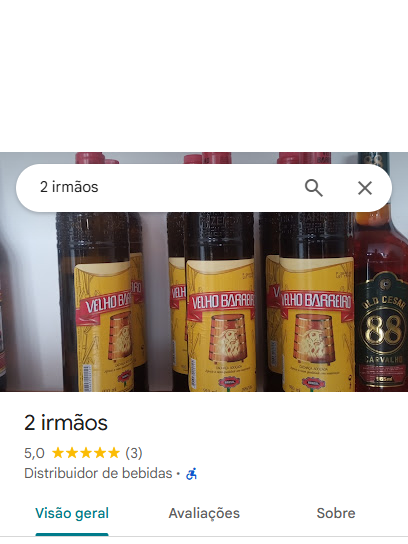 2 irmãos
VELHO BARREIRO
VELHO BARREIRO
VELHO BARREIRO
OLD CESAR
88
CARVALHO
2 irmãos
5,0 (3)
Distribuidor de bebidas ·
Visão geral Avaliações Sobre